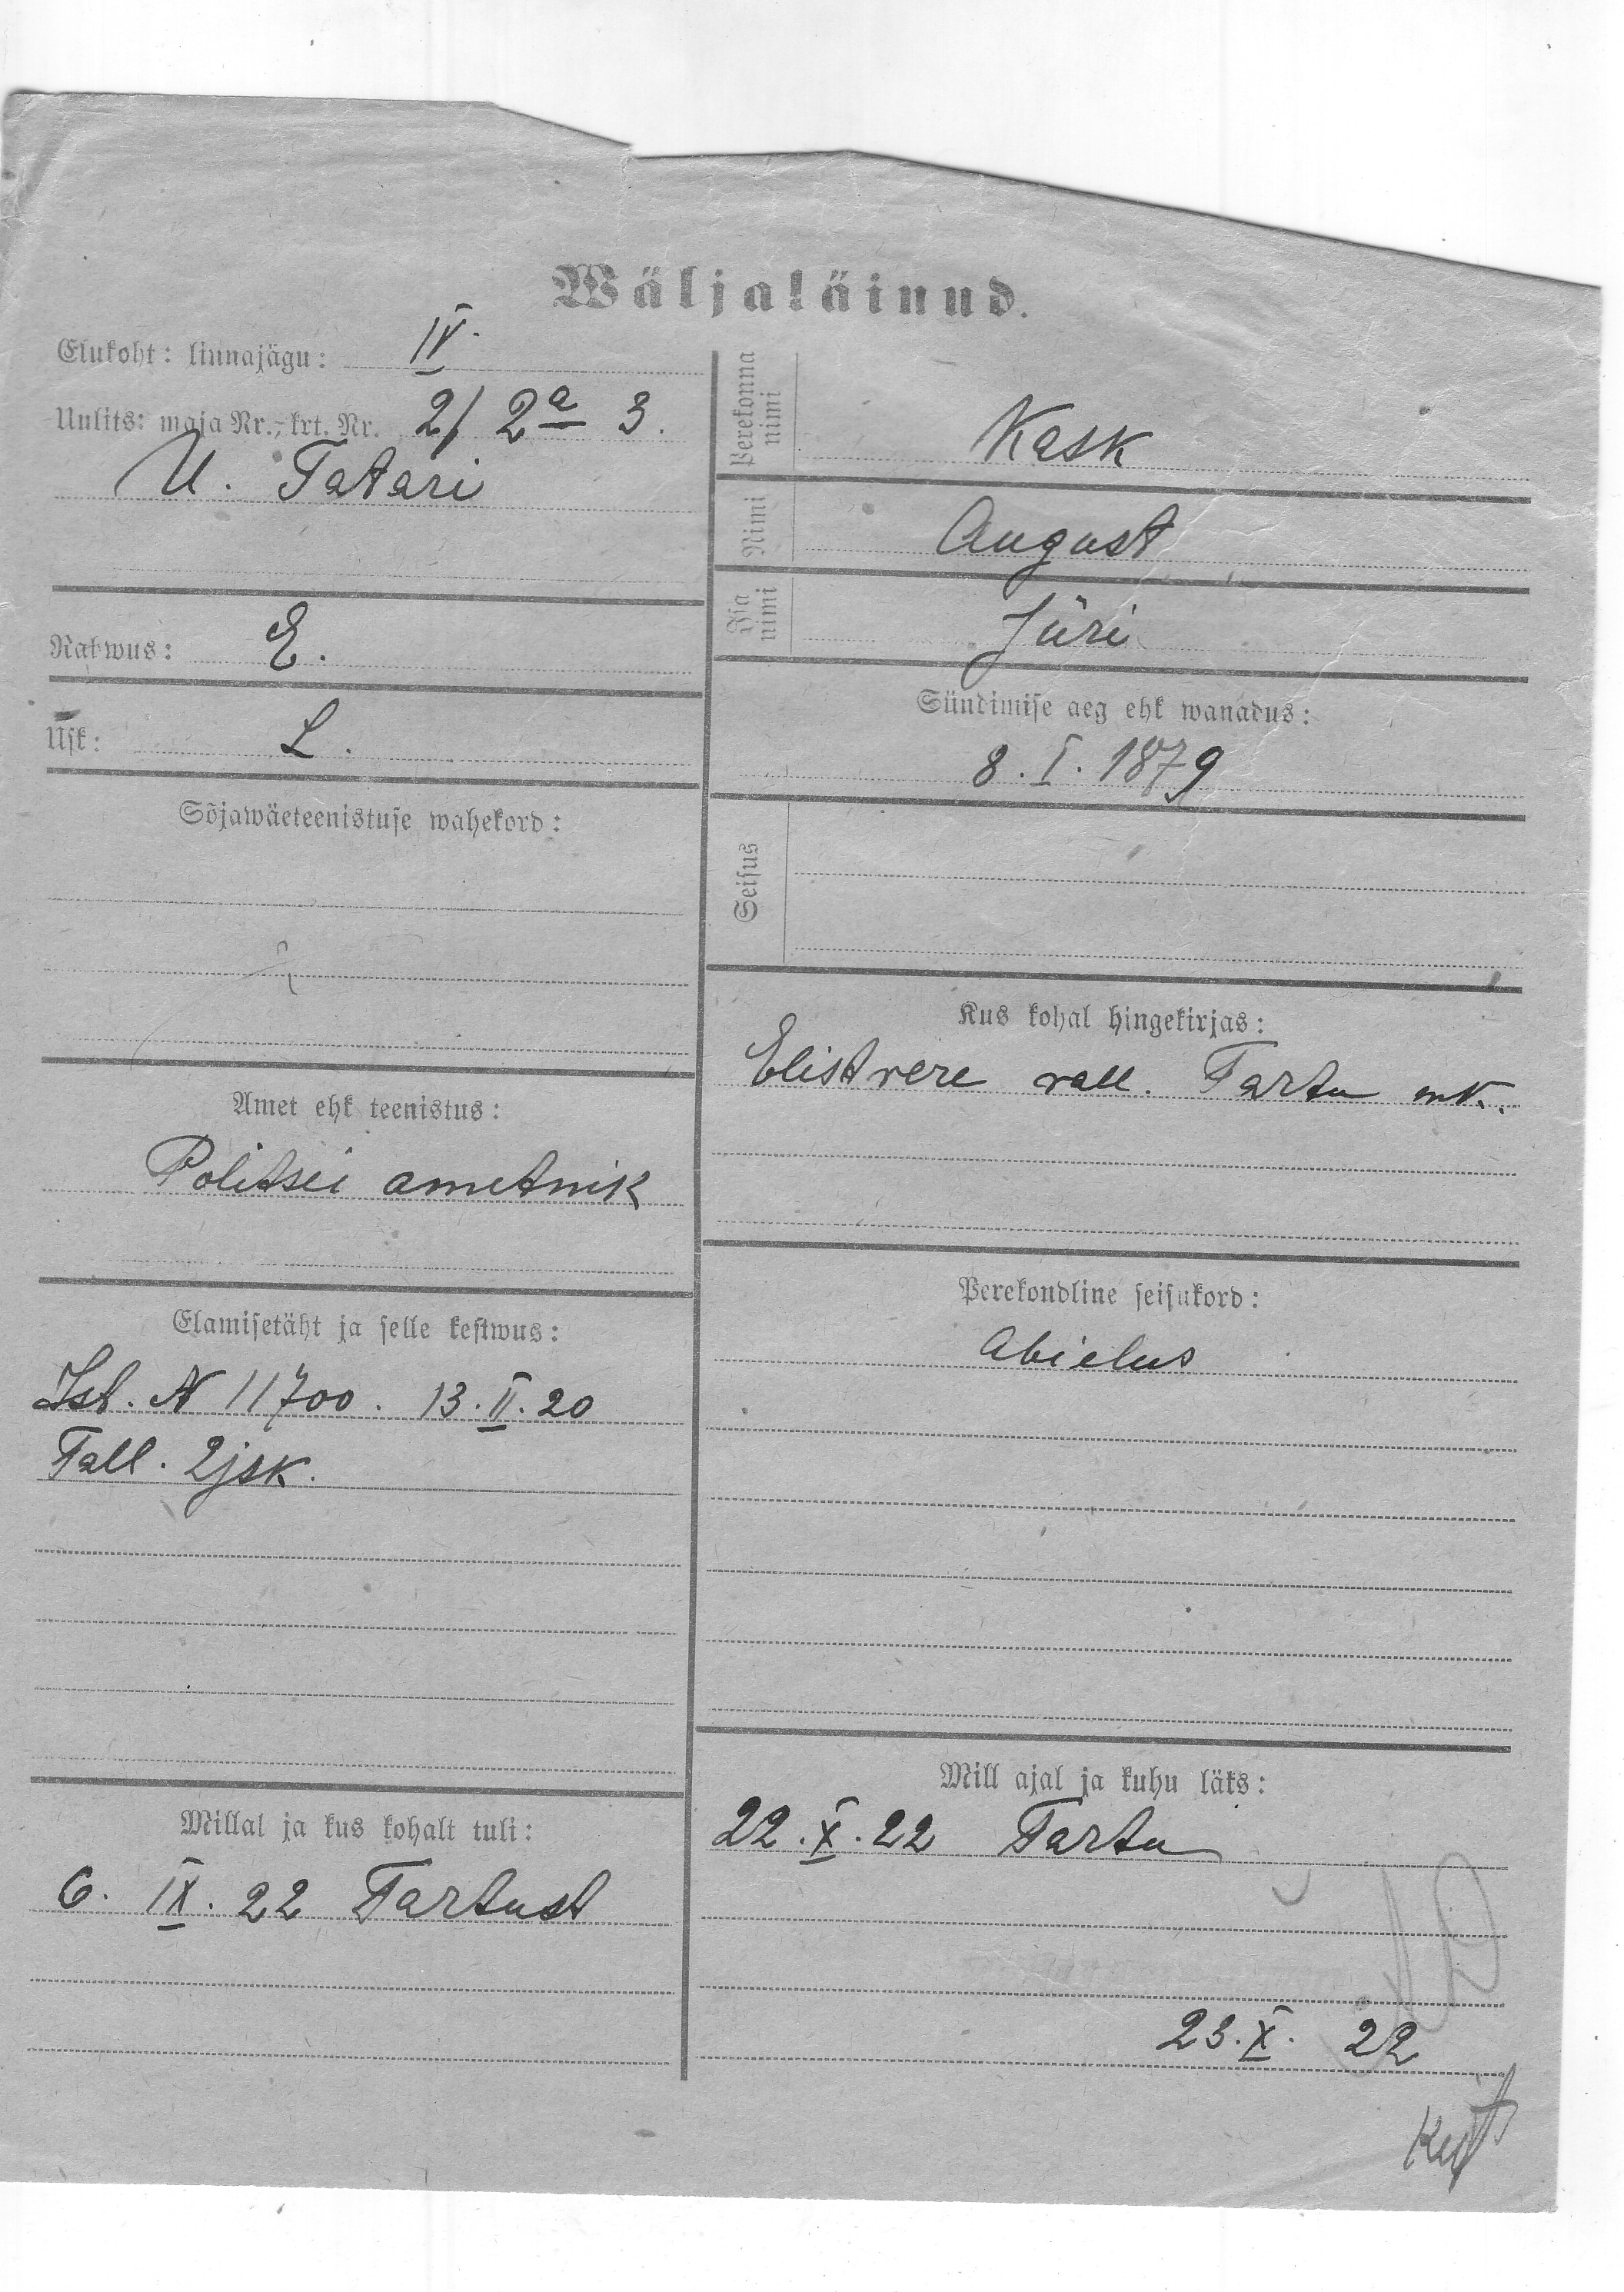 Wäljaläinud.
Elukoht: linnajägu: IV.
Uulits: maja Nr., krt. Nr. 2/ 2a 3.
U. Tatari
Rahwus: E.
Usk: L.
Sõjawäeteenistuse wahekord:
Amet ehk teenistus:
Politsei ametnik
Elamisetäht ja selle kestwus:
Ist. N 11700. 13.II.20
Tall. 2jsk.
Millal ja kus kohalt tuli:
6. IX. 22 Tartust
Perekonna nimi
Kask
Nimi
August
Isa nimi
Jüri
Sündimise aeg ehk wanadus:
8. I. 1879
Seisus
Kus kohal hingekirjas:
Elistvere vall. Tartu mk.
Perekondline seisukord:
Abielus
Mill ajal ja kuhu läks:
22.X.22 Tartu
23.X. 22